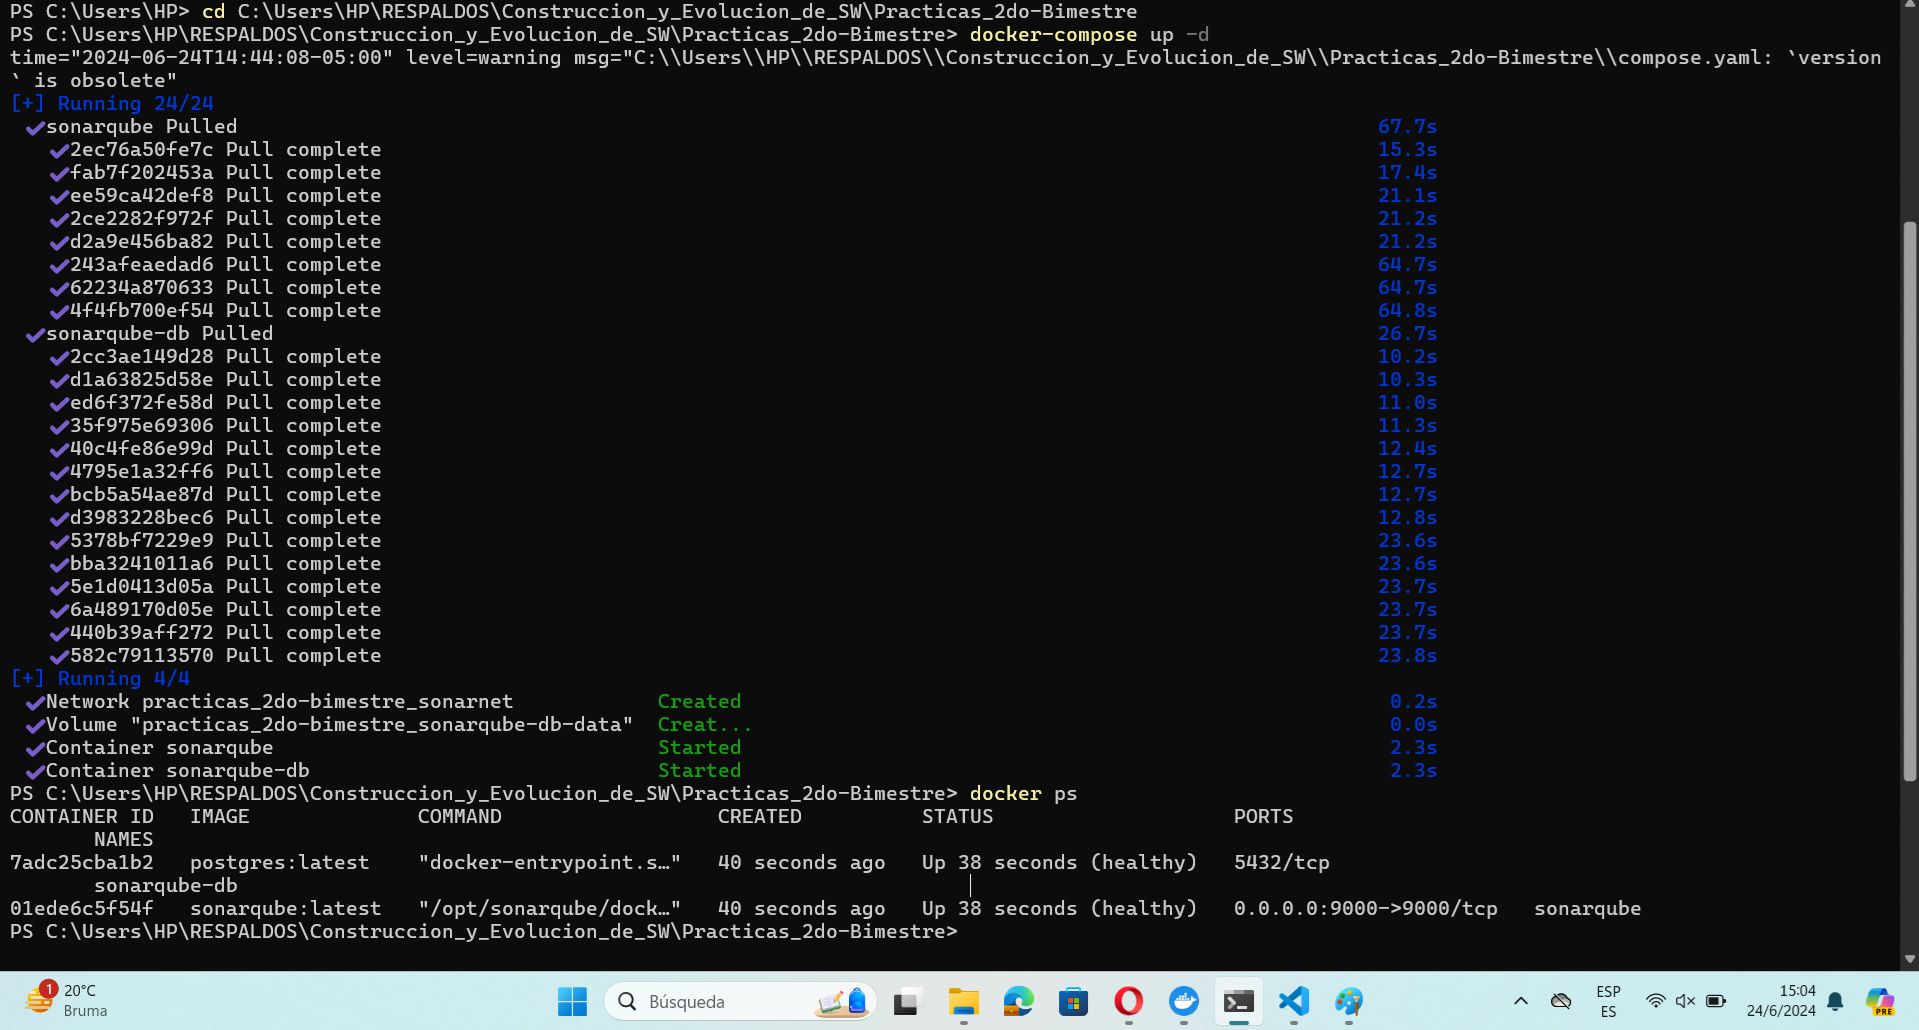 PS C:\Users\HP> cd C:\Users\HP\RESPALDOS\Construccion_y_Evolucion_de_SW\Practicas_2do-Bimestre
PS C:\Users\HP\RESPALDOS\Construccion_y_Evolucion_de_SW\Practicas_2do-Bimestre> docker-compose up -d
time="2024-06-24T14:44:08-05:00" level=warning msg="C:\\Users\\HP\\RESPALDOS\\Construccion_y_Evolucion_de_SW\\Practicas_2do-Bimestre\\compose.yaml: `version
` is obsolete"
[+] Running 24/24
✔sonarqube Pulled 67.7s
✔2ec76a50fe7c Pull complete 15.3s
✔fab7f202453a Pull complete 17.4s
✔ee59ca42def8 Pull complete 21.1s
✔2ce2282f972f Pull complete 21.2s
✔d2a9e456ba82 Pull complete 21.2s
✔243afeaedad6 Pull complete 64.7s
✔62234a870633 Pull complete 64.7s
✔4f4fb700ef54 Pull complete 64.8s
✔sonarqube-db Pulled 26.7s
✔2cc3ae149d28 Pull complete 10.2s
✔d1a63825d58e Pull complete 10.3s
✔ed6f372fe58d Pull complete 11.0s
✔35f975e69306 Pull complete 11.3s
✔40c4fe86e99d Pull complete 12.4s
✔4795e1a32ff6 Pull complete 12.7s
✔bcb5a54ae87d Pull complete 12.7s
✔d3983228bec6 Pull complete 12.8s
✔5378bf7229e9 Pull complete 23.6s
✔bba3241011a6 Pull complete 23.6s
✔5e1d0413d05a Pull complete 23.7s
✔6a489170d05e Pull complete 23.7s
✔440b39aff272 Pull complete 23.7s
✔582c79113570 Pull complete 23.8s
[+] Running 4/4
✔Network practicas_2do-bimestre_sonarnet Created 0.2s
✔Volume "practicas_2do-bimestre_sonarqube-db-data" Creat... 0.0s
✔Container sonarqube Started 2.3s
✔Container sonarqube-db Started 2.3s
PS C:\Users\HP\RESPALDOS\Construccion_y_Evolucion_de_SW\Practicas_2do-Bimestre> docker ps
CONTAINER ID IMAGE COMMAND CREATED STATUS PORTS
NAMES
7adc25cba1b2 postgres:latest "docker-entrypoint.s…" 40 seconds ago Up 38 seconds (healthy) 5432/tcp
sonarqube-db
01ede6c5f54f sonarqube:latest "/opt/sonarqube/dock…" 40 seconds ago Up 38 seconds (healthy) 0.0.0.0:9000->9000/tcp sonarqube
PS C:\Users\HP\RESPALDOS\Construccion_y_Evolucion_de_SW\Practicas_2do-Bimestre>
1
20°C
Bruma
Búsqueda
ESP
ES
15:04
24/6/2024
PRE